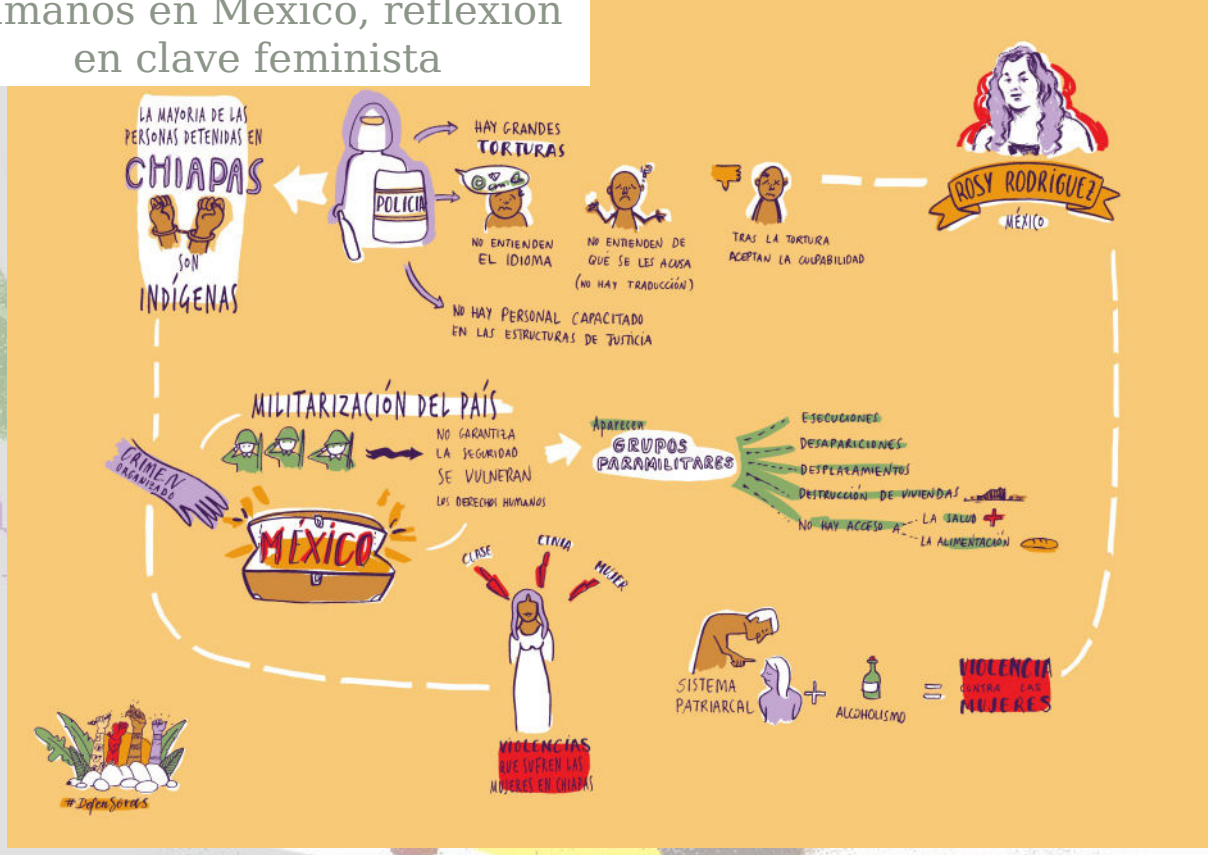 manos en México, reflexión
en clave feminista
LA MAYORIA DE LAS
PERSONAS DETENIDAS EN
CHIAPAS
SON
INDÍGENAS
POLICIA
HAY GRANDES
TORTURAS
NO ENTIENDEN
EL IDIOMA
NO ENTIENDEN DE
QUÉ SE LES ACUSA
(NO HAY TRADUCCIÓN)
TRAS LA TORTURA
ACEPTAN LA CULPABILIDAD
NO HAY PERSONAL CAPACITADO
EN LAS ESTRUCTURAS DE JUSTICIA
ROSY RODRÍGUEZ
MÉXICO
MILITARIZACIÓN DEL PAÍS
NO GARANTIZA
LA SEGURIDAD
SE VULNERAN
LOS DERECHOS HUMANOS
CRIMEN
ORGANIZADO
MÉXICO
Aparecen
GRUPOS
PARAMILITARES
EJECUCIONES
DESAPARICIONES
DESPLAZAMIENTOS
DESTRUCCIÓN DE VIVIENDAS
NO HAY ACCESO A
LA SALUD
LA ALIMENTACIÓN
CLASE
ETNIA
MUJER
VIOLENCIAS
QUE SUFREN LAS
MUJERES EN CHIAPAS
SISTEMA
PATRIARCAL
+
ALCOHOLISMO
=
VIOLENCIA
CONTRA LAS
MUJERES
#DefenSoras